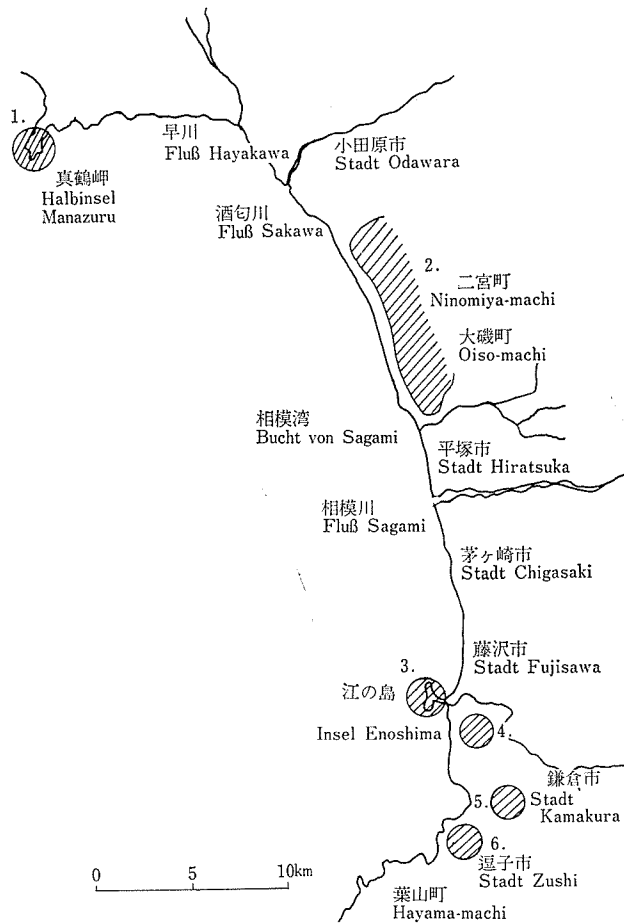 1.
早川
Fluß Hayakawa
小田原市
Stadt Odawara
真鶴岬
Halbinsel
Manazuru
酒匂川
Fluß Sakawa
2.
二宮町
Ninomiya-machi
大磯町
Oiso-machi
相模湾
Bucht von Sagami
平塚市
Stadt Hiratsuka
相模川
Fluß Sagami
茅ヶ崎市
Stadt Chigasaki
藤沢市
Stadt Fujisawa
3.
江の島
Insel Enoshima
4.
鎌倉市
Stadt
Kamakura
5.
6.
逗子市
Stadt Zushi
葉山町
Hayama-machi
0 5 10km